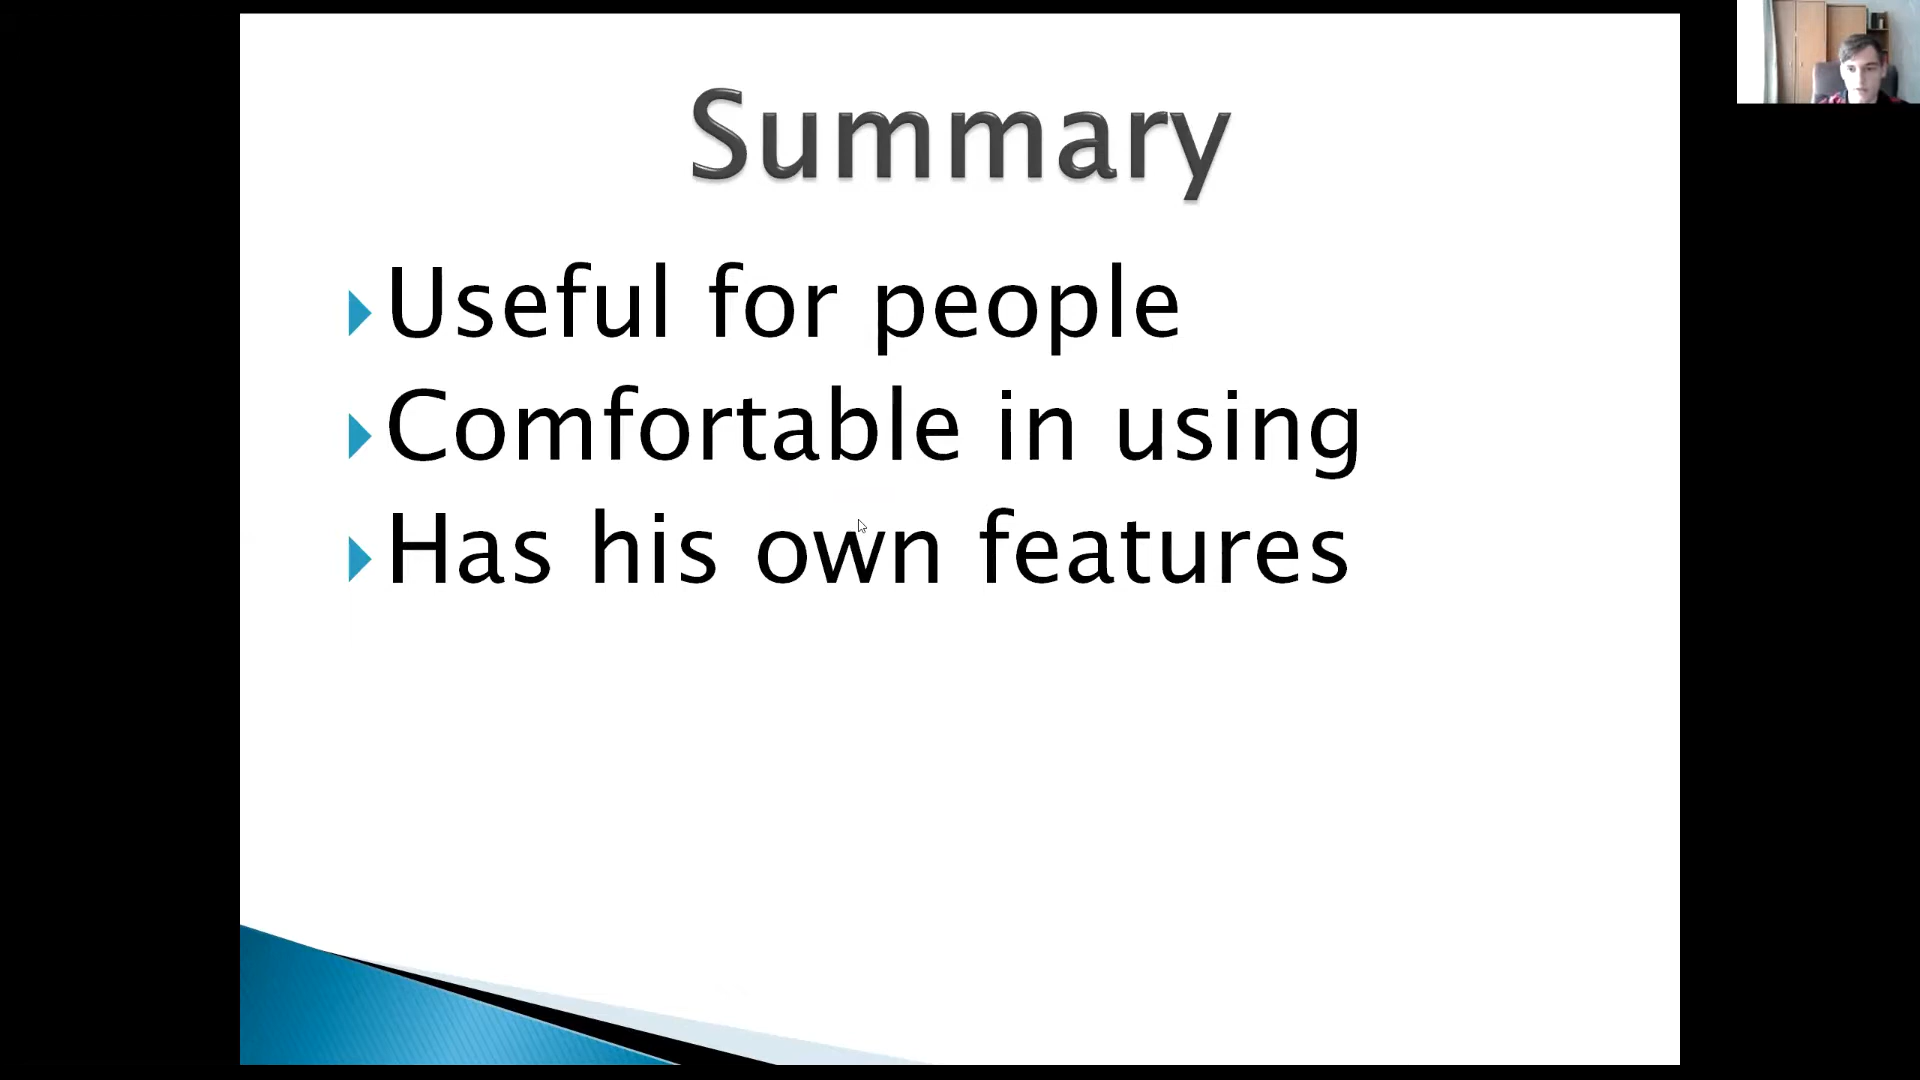 Summary
Useful for people
Comfortable in using
Has his own features